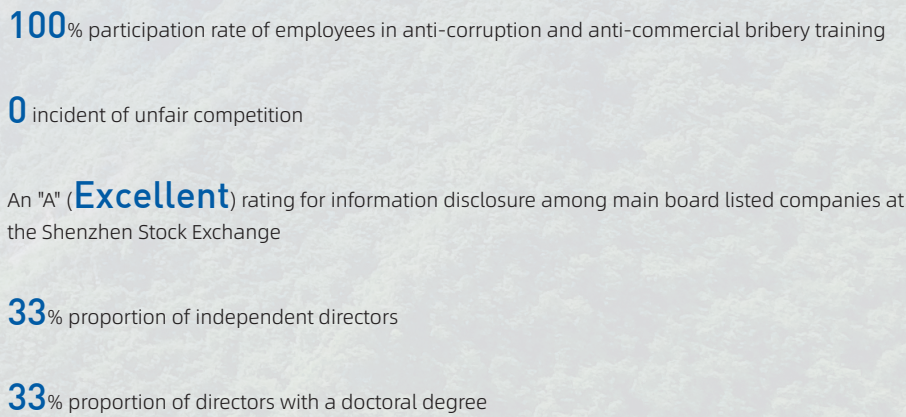 100% participation rate of employees in anti-corruption and anti-commercial bribery training
0 incident of unfair competition
An "A" (Excellent) rating for information disclosure among main board listed companies at
the Shenzhen Stock Exchange
33% proportion of independent directors
33% proportion of directors with a doctoral degree